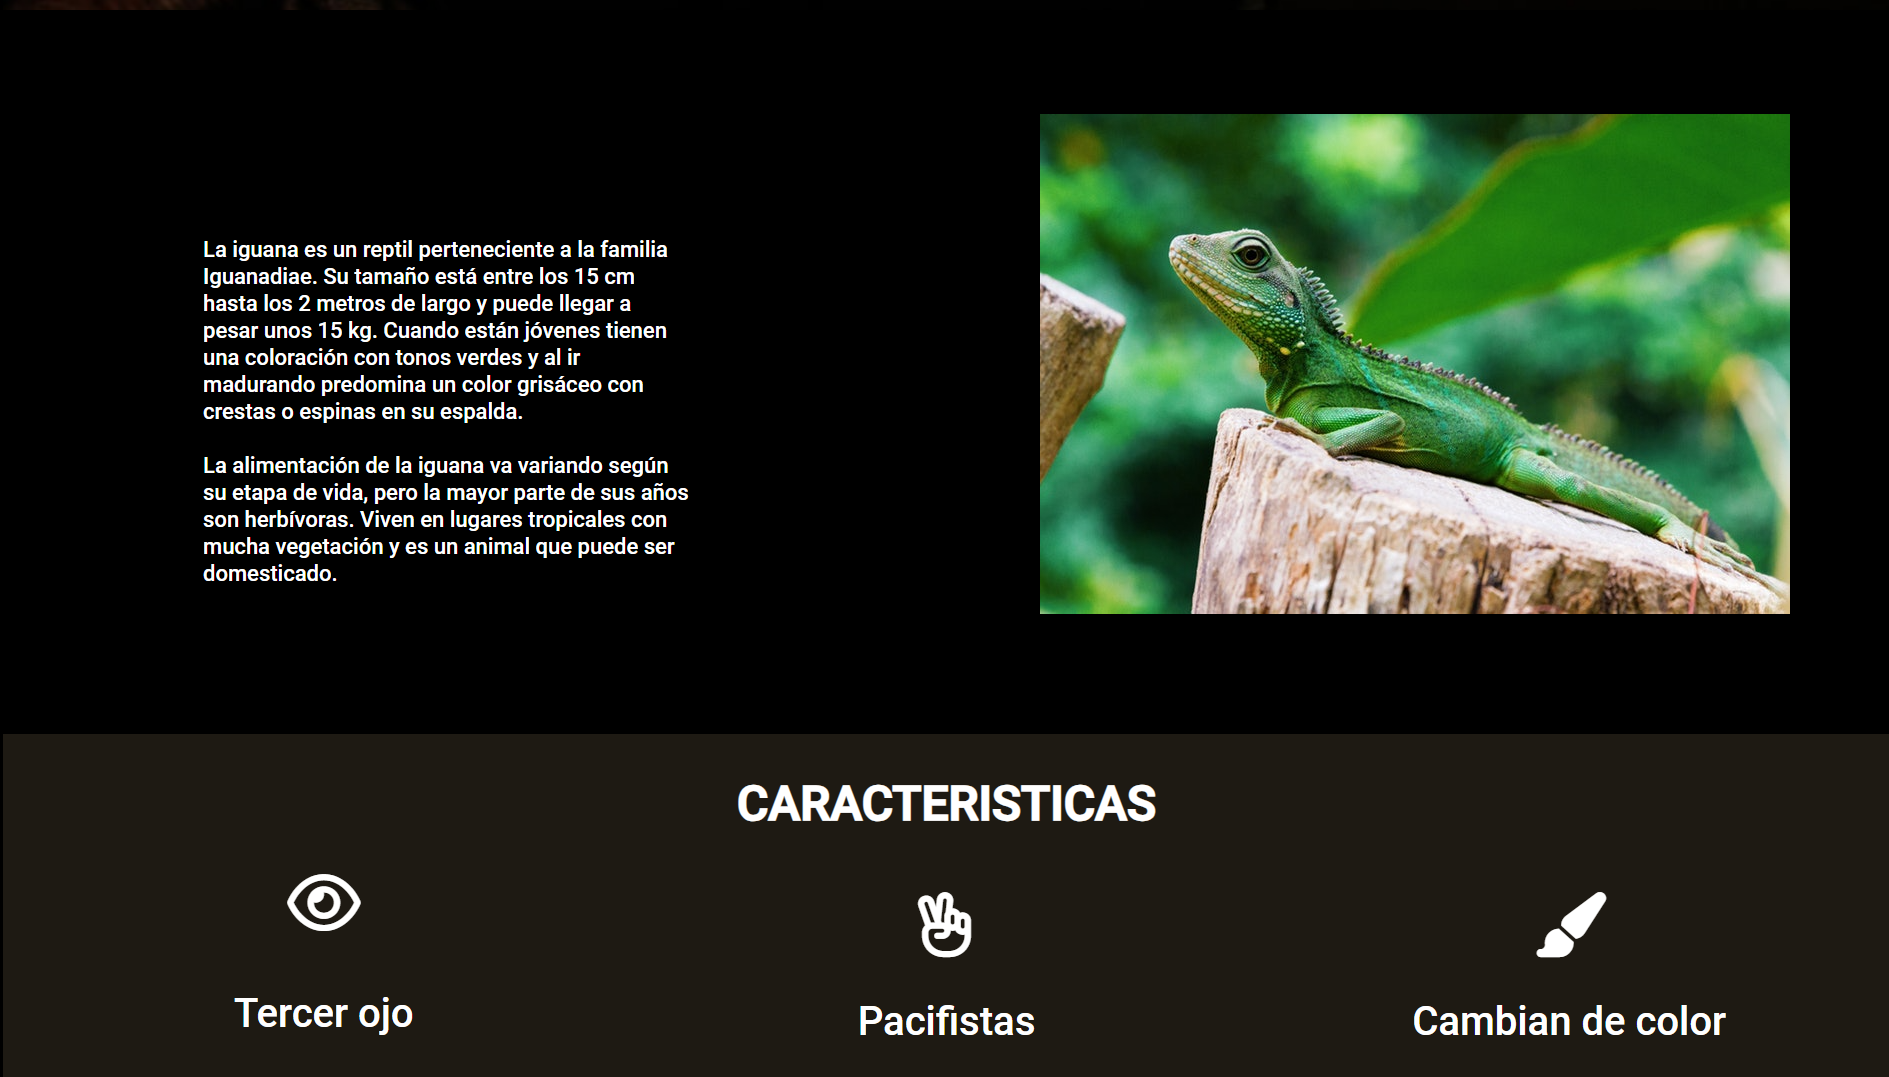 La iguana es un reptil perteneciente a la familia
Iguanadiae. Su tamaño está entre los 15 cm
hasta los 2 metros de largo y puede llegar a
pesar unos 15 kg. Cuando están jóvenes tienen
una coloración con tonos verdes y al ir
madurando predomina un color grisáceo con
crestas o espinas en su espalda.
La alimentación de la iguana va variando según
su etapa de vida, pero la mayor parte de sus años
son herbívoras. Viven en lugares tropicales con
mucha vegetación y es un animal que puede ser
domesticado.
CARACTERISTICAS
Tercer ojo
Pacifistas
Cambian de color